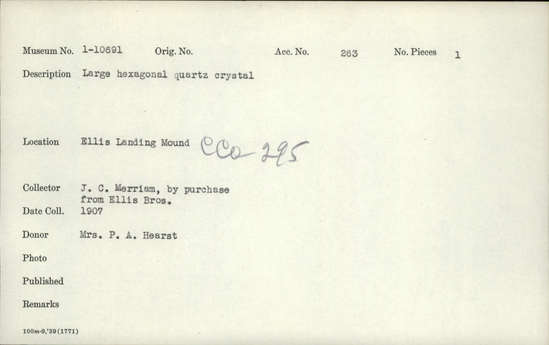 Museum No. 1-10691 Orig. No. Acc. No. 263 No. Pieces 1
Description Large hexagonal quartz crystal
Location Ellis Landing Mound CCo-295
Collector J. C. Merriam, by purchase
from Ellis Bros.
Date Coll. 1907
Donor Mrs. P. A. Hearst
Photo
Published
Remarks
100m-9,'39(1771)